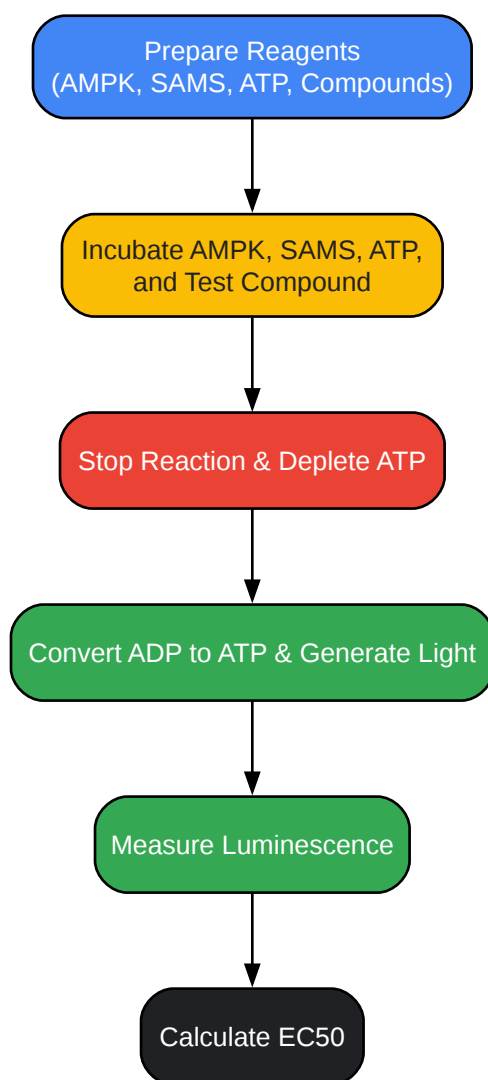 Prepare Reagents
(AMPK, SAMS, ATP, Compounds)
Incubate AMPK, SAMS, ATP,
and Test Compound
Stop Reaction & Deplete ATP
Convert ADP to ATP & Generate Light
Measure Luminescence
Calculate EC50